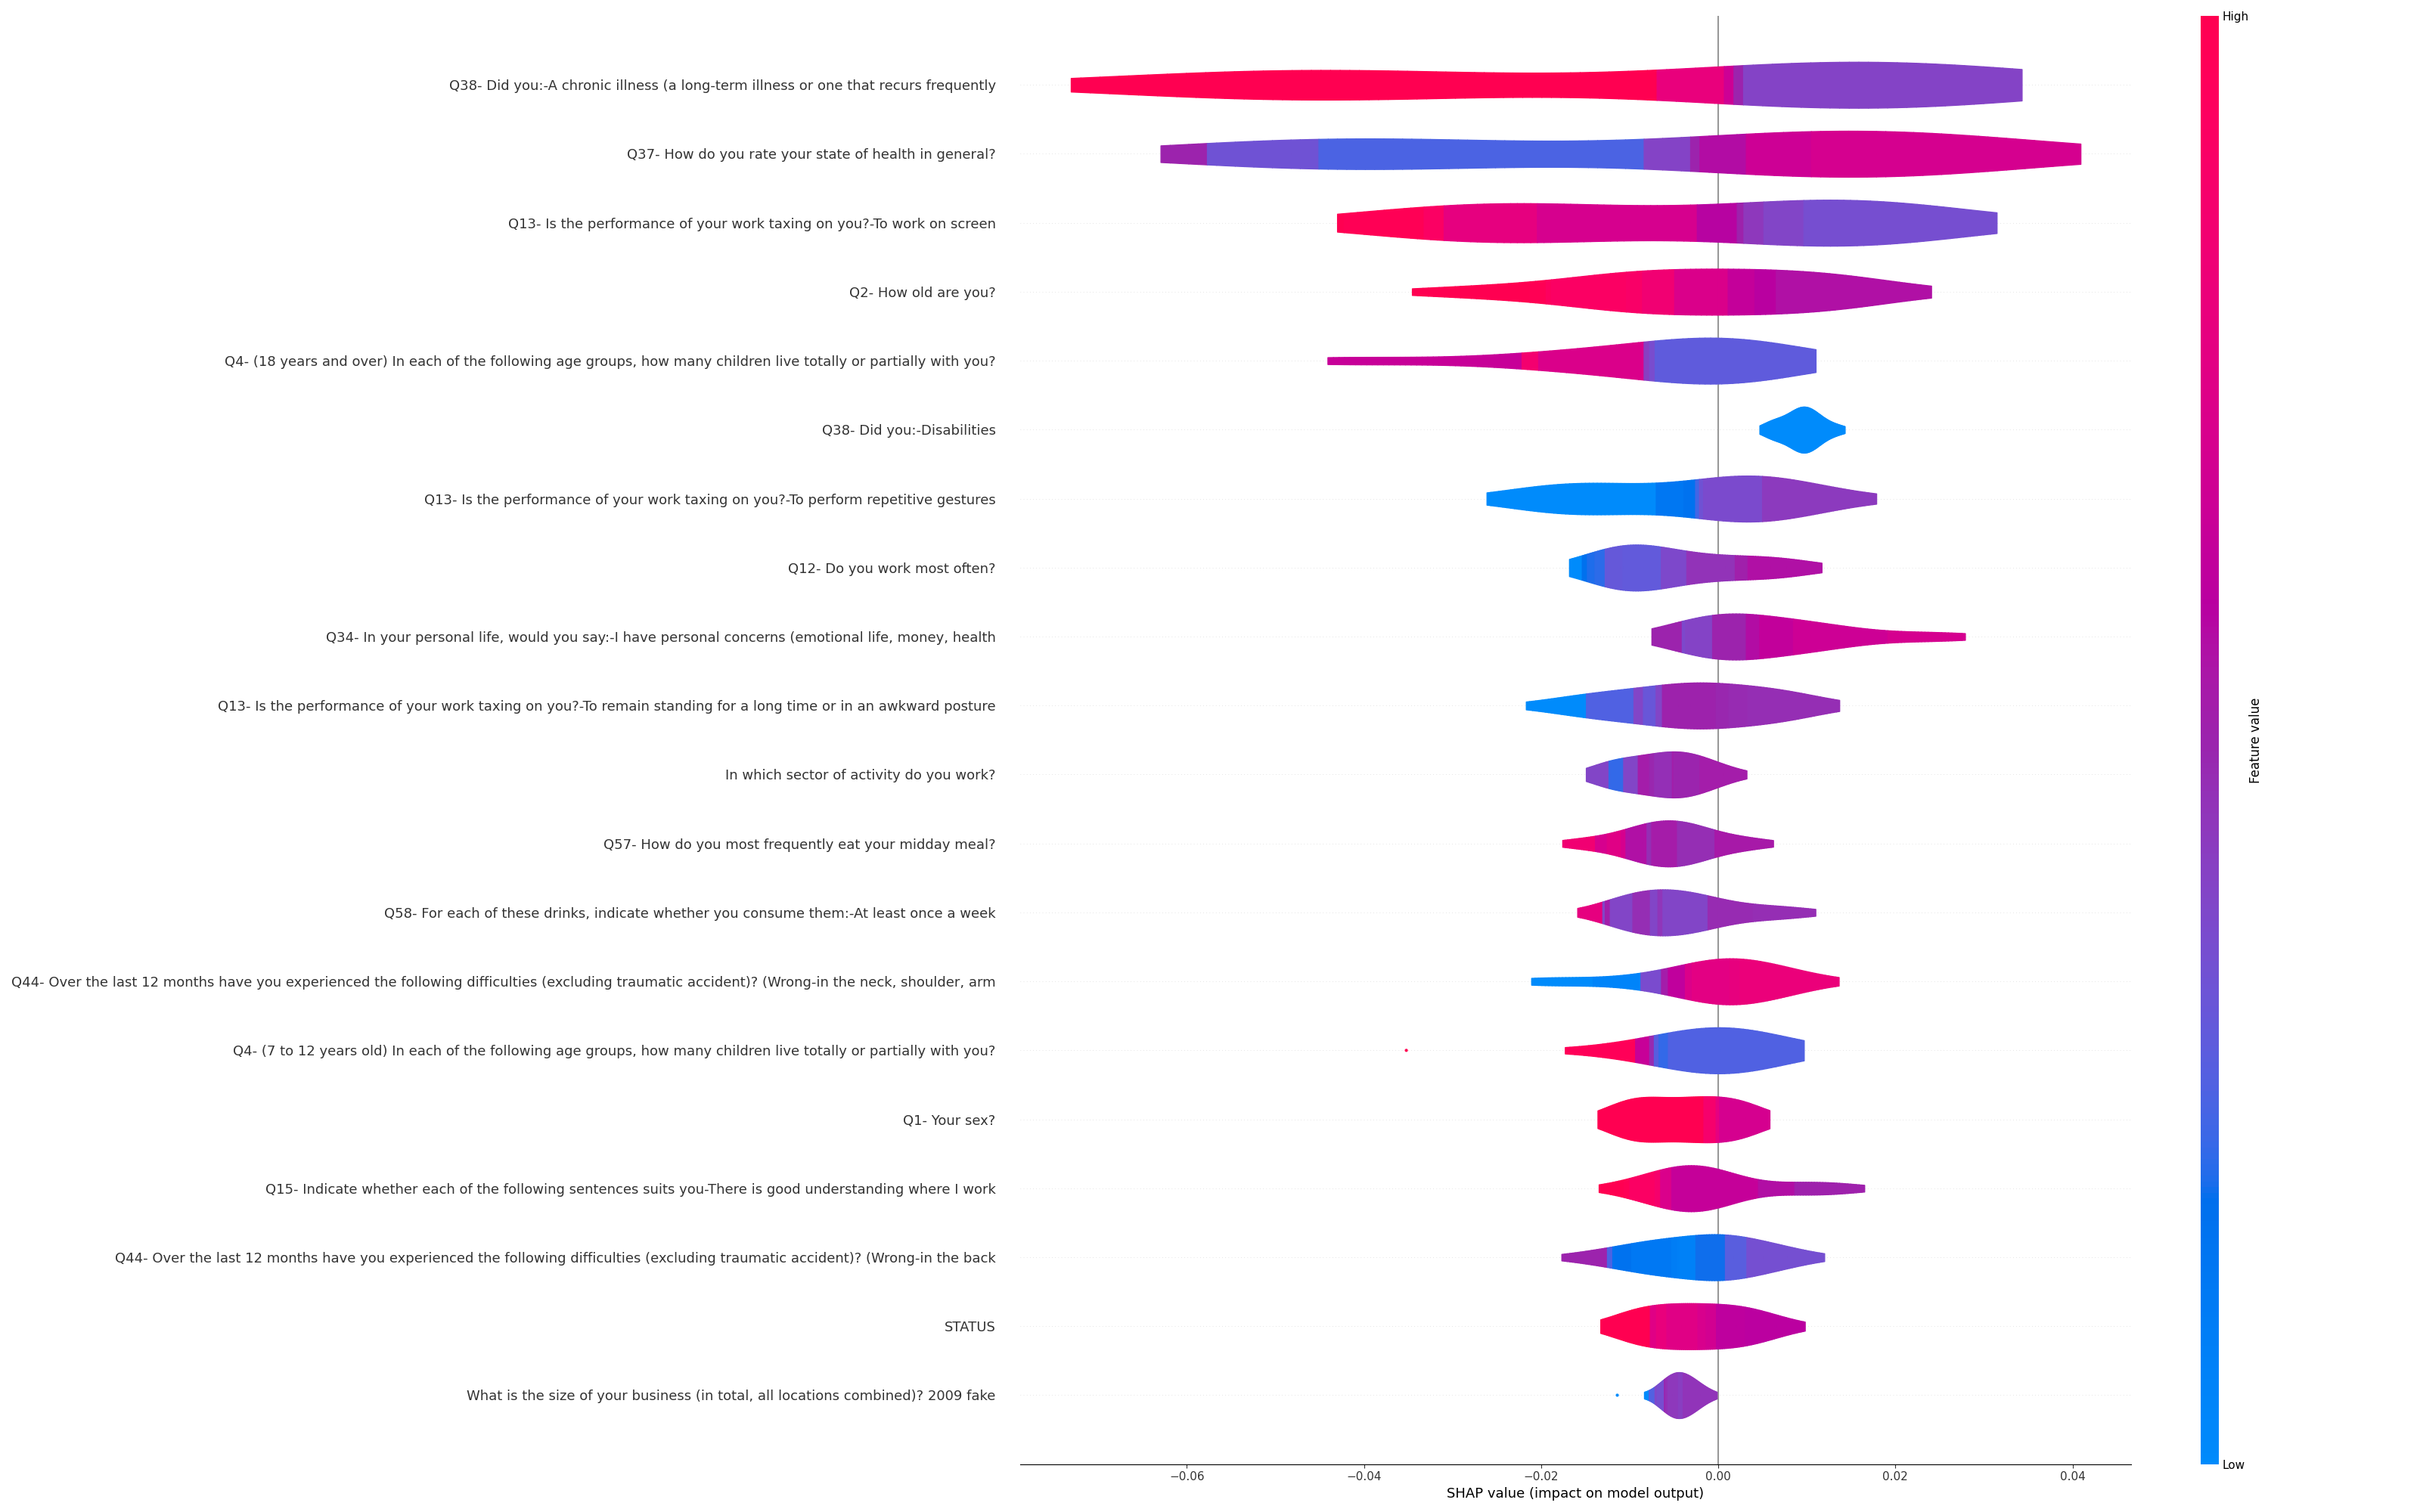 High
Q38- Did you:-A chronic illness (a long-term illness or one that recurs frequently
Q37- How do you rate your state of health in general?
Q13- Is the performance of your work taxing on you?-To work on screen
Q2- How old are you?
Q4- (18 years and over) In each of the following age groups, how many children live totally or partially with you?
Q38- Did you:-Disabilities
Q13- Is the performance of your work taxing on you?-To perform repetitive gestures
Q12- Do you work most often?
Q34- In your personal life, would you say:-I have personal concerns (emotional life, money, health
Q13- Is the performance of your work taxing on you?-To remain standing for a long time or in an awkward posture
In which sector of activity do you work?
Q57- How do you most frequently eat your midday meal?
Q58- For each of these drinks, indicate whether you consume them:-At least once a week
Q44- Over the last 12 months have you experienced the following difficulties (excluding traumatic accident)? (Wrong-in the neck, shoulder, arm
Q4- (7 to 12 years old) In each of the following age groups, how many children live totally or partially with you?
Q1- Your sex?
Q15- Indicate whether each of the following sentences suits you-There is good understanding where I work
Q44- Over the last 12 months have you experienced the following difficulties (excluding traumatic accident)? (Wrong-in the back
STATUS
What is the size of your business (in total, all locations combined)? 2009 fake
Feature value
Low
−0.06 −0.04 −0.02 0.00 0.02 0.04
SHAP value (impact on model output)